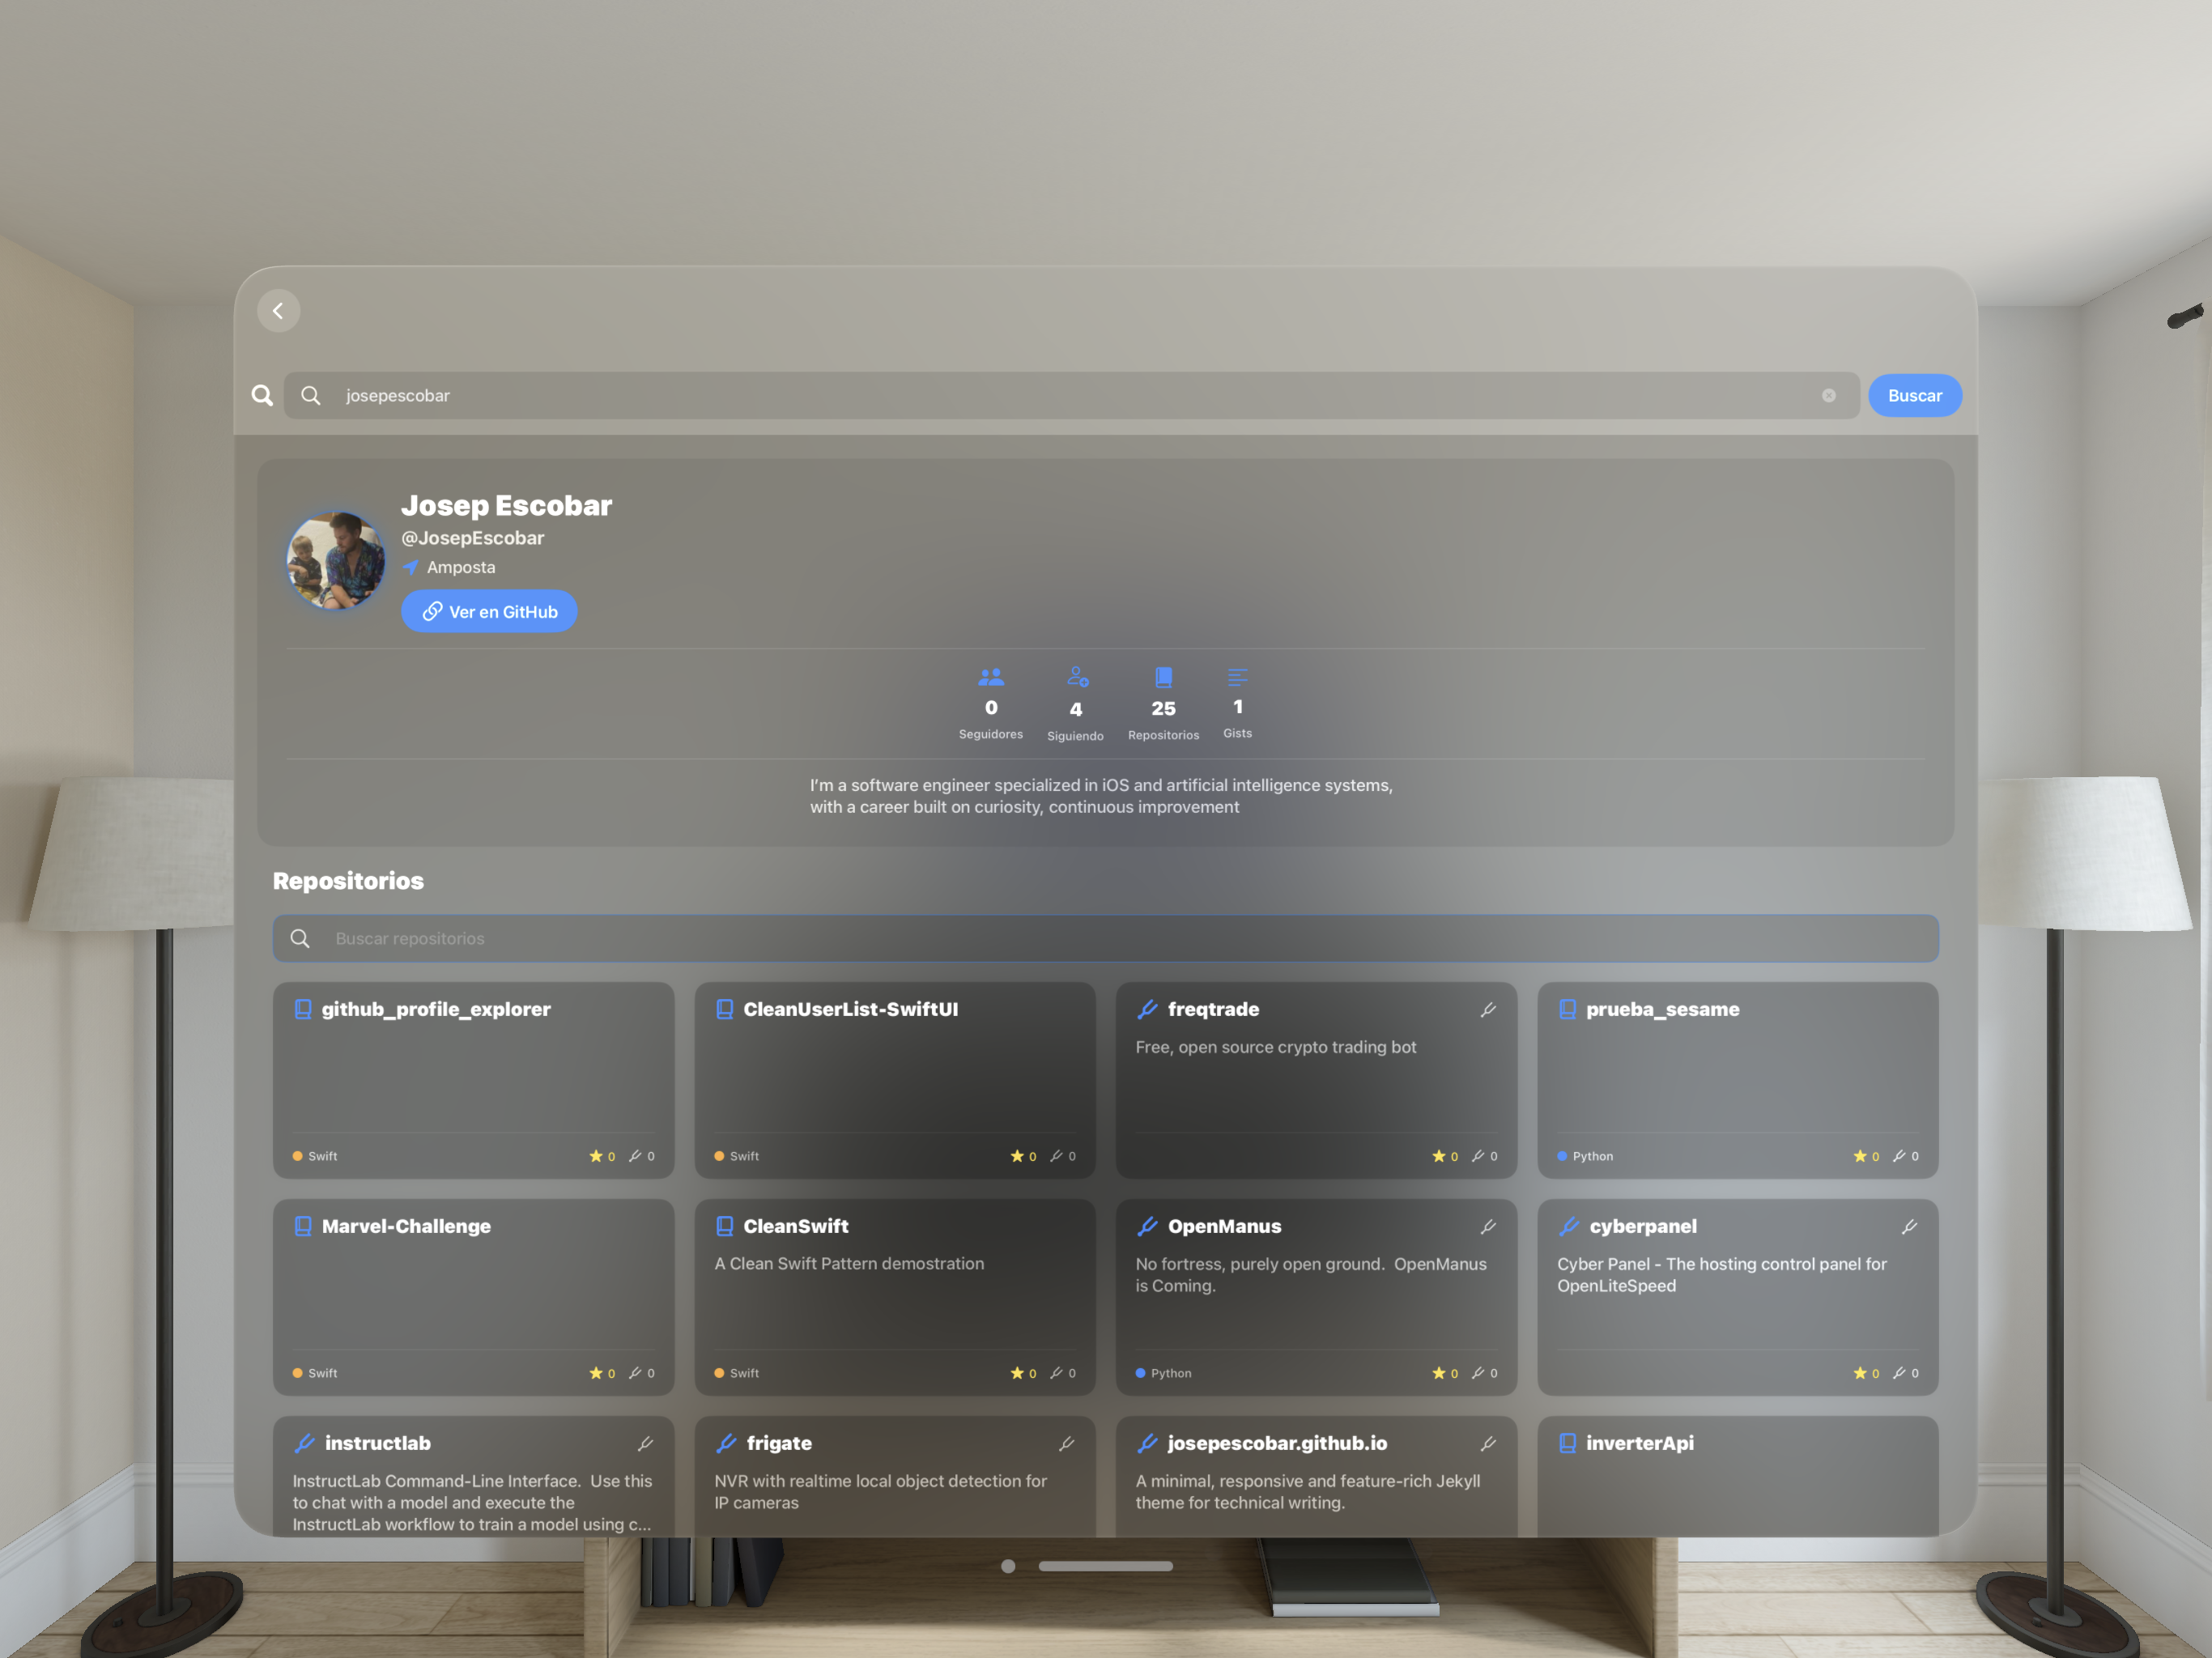 josepescobar
Buscar
Josep Escobar
@JosepEscobar
Amposta
Ver en GitHub
0
4
25
1
Seguidores
Siguiendo
Repositorios
Gists
I'm a software engineer specialized in iOS and artificial intelligence systems,
with a career built on curiosity, continuous improvement
Repositorios
Buscar repositorios
github_profile_explorer
Swift
0
0
CleanUserList-SwiftUI
Swift
0
0
freqtrade
Free, open source crypto trading bot
0
0
prueba_sesame
Python
0
0
Marvel-Challenge
Swift
0
0
CleanSwift
A Clean Swift Pattern demostration
Swift
0
0
OpenManus
No fortress, purely open ground. OpenManus
is Coming.
Python
0
0
cyberpanel
Cyber Panel - The hosting control panel for
OpenLiteSpeed
0
0
instructlab
InstructLab Command-Line Interface. Use this
to chat with a model and execute the
InstructLab workflow to train a model using c...
frigate
NVR with realtime local object detection for
IP cameras
josepescobar.github.io
A minimal, responsive and feature-rich Jekyll
theme for technical writing.
inverterApi